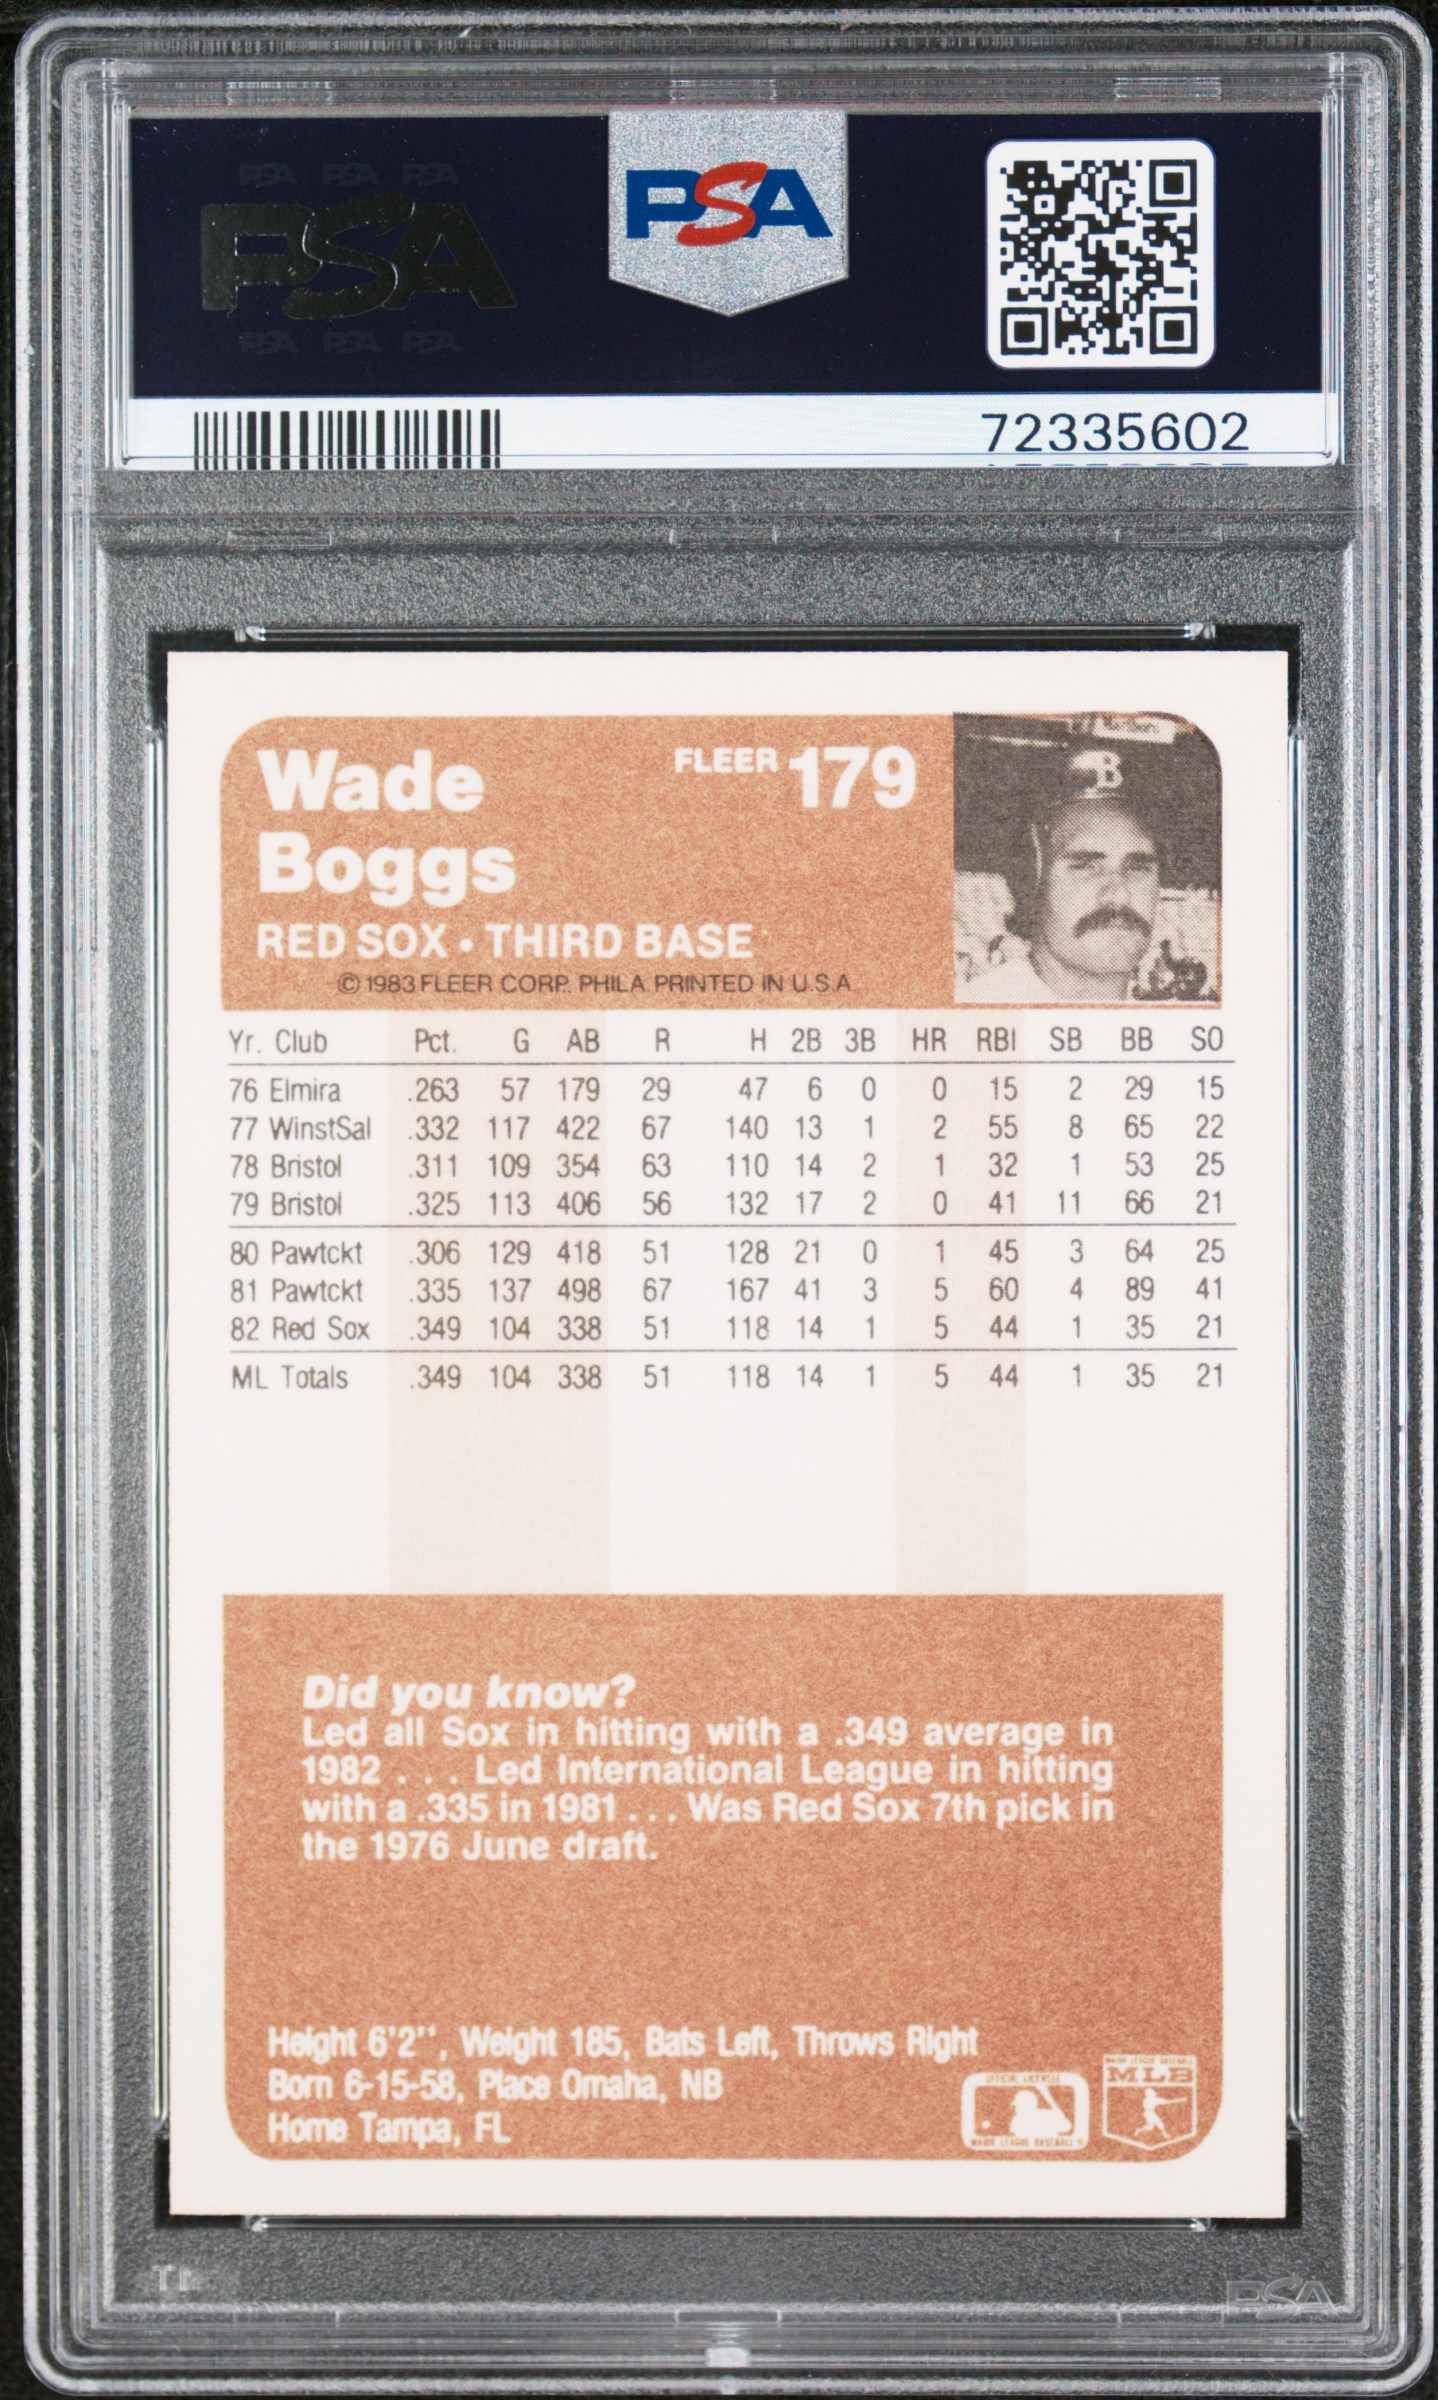 PSA PSA PSA
PSA
PSA PSA PSA
PSA
72335602
Wade
Boggs
FLEER 179
RED SOX • THIRD BASE
© 1983 FLEER CORP. PHILA. PRINTED IN U.S.A.
B
Yr. Club Pct. G AB R H 2B 3B HR RBI SB BB SO
76 Elmira .263 57 179 29 47 6 0 0 15 2 29 15
77 WinstSal .332 117 422 67 140 13 1 2 55 8 65 22
78 Bristol .311 109 354 63 110 14 2 1 32 1 53 25
79 Bristol .325 113 406 56 132 17 2 0 41 11 66 21
80 Pawtckt .306 129 418 51 128 21 0 1 45 3 64 25
81 Pawtckt .335 137 498 67 167 41 3 5 60 4 89 41
82 Red Sox .349 104 338 51 118 14 1 5 44 1 35 21
ML Totals .349 104 338 51 118 14 1 5 44 1 35 21
Did you know?
Led all Sox in hitting with a .349 average in
1982 . . . Led International League in hitting
with a .335 in 1981 . . . Was Red Sox 7th pick in
the 1976 June draft.
Height 6'2'', Weight 185, Bats Left, Throws Right
Born 6-15-58, Place Omaha, NB
Home Tampa, FL
OFFICIAL LICENSEE
MAJOR LEAGUE BASEBALL
MAJOR LEAGUE BASEBALL
MLB
PSA